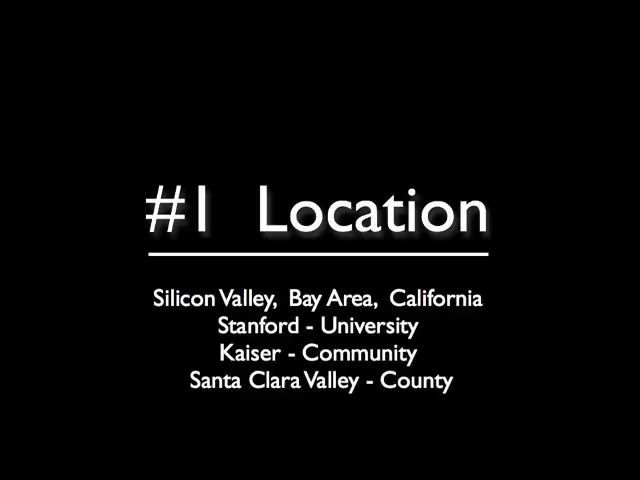 #1 Location
Silicon Valley, Bay Area, California
Stanford - University
Kaiser - Community
Santa Clara Valley - County